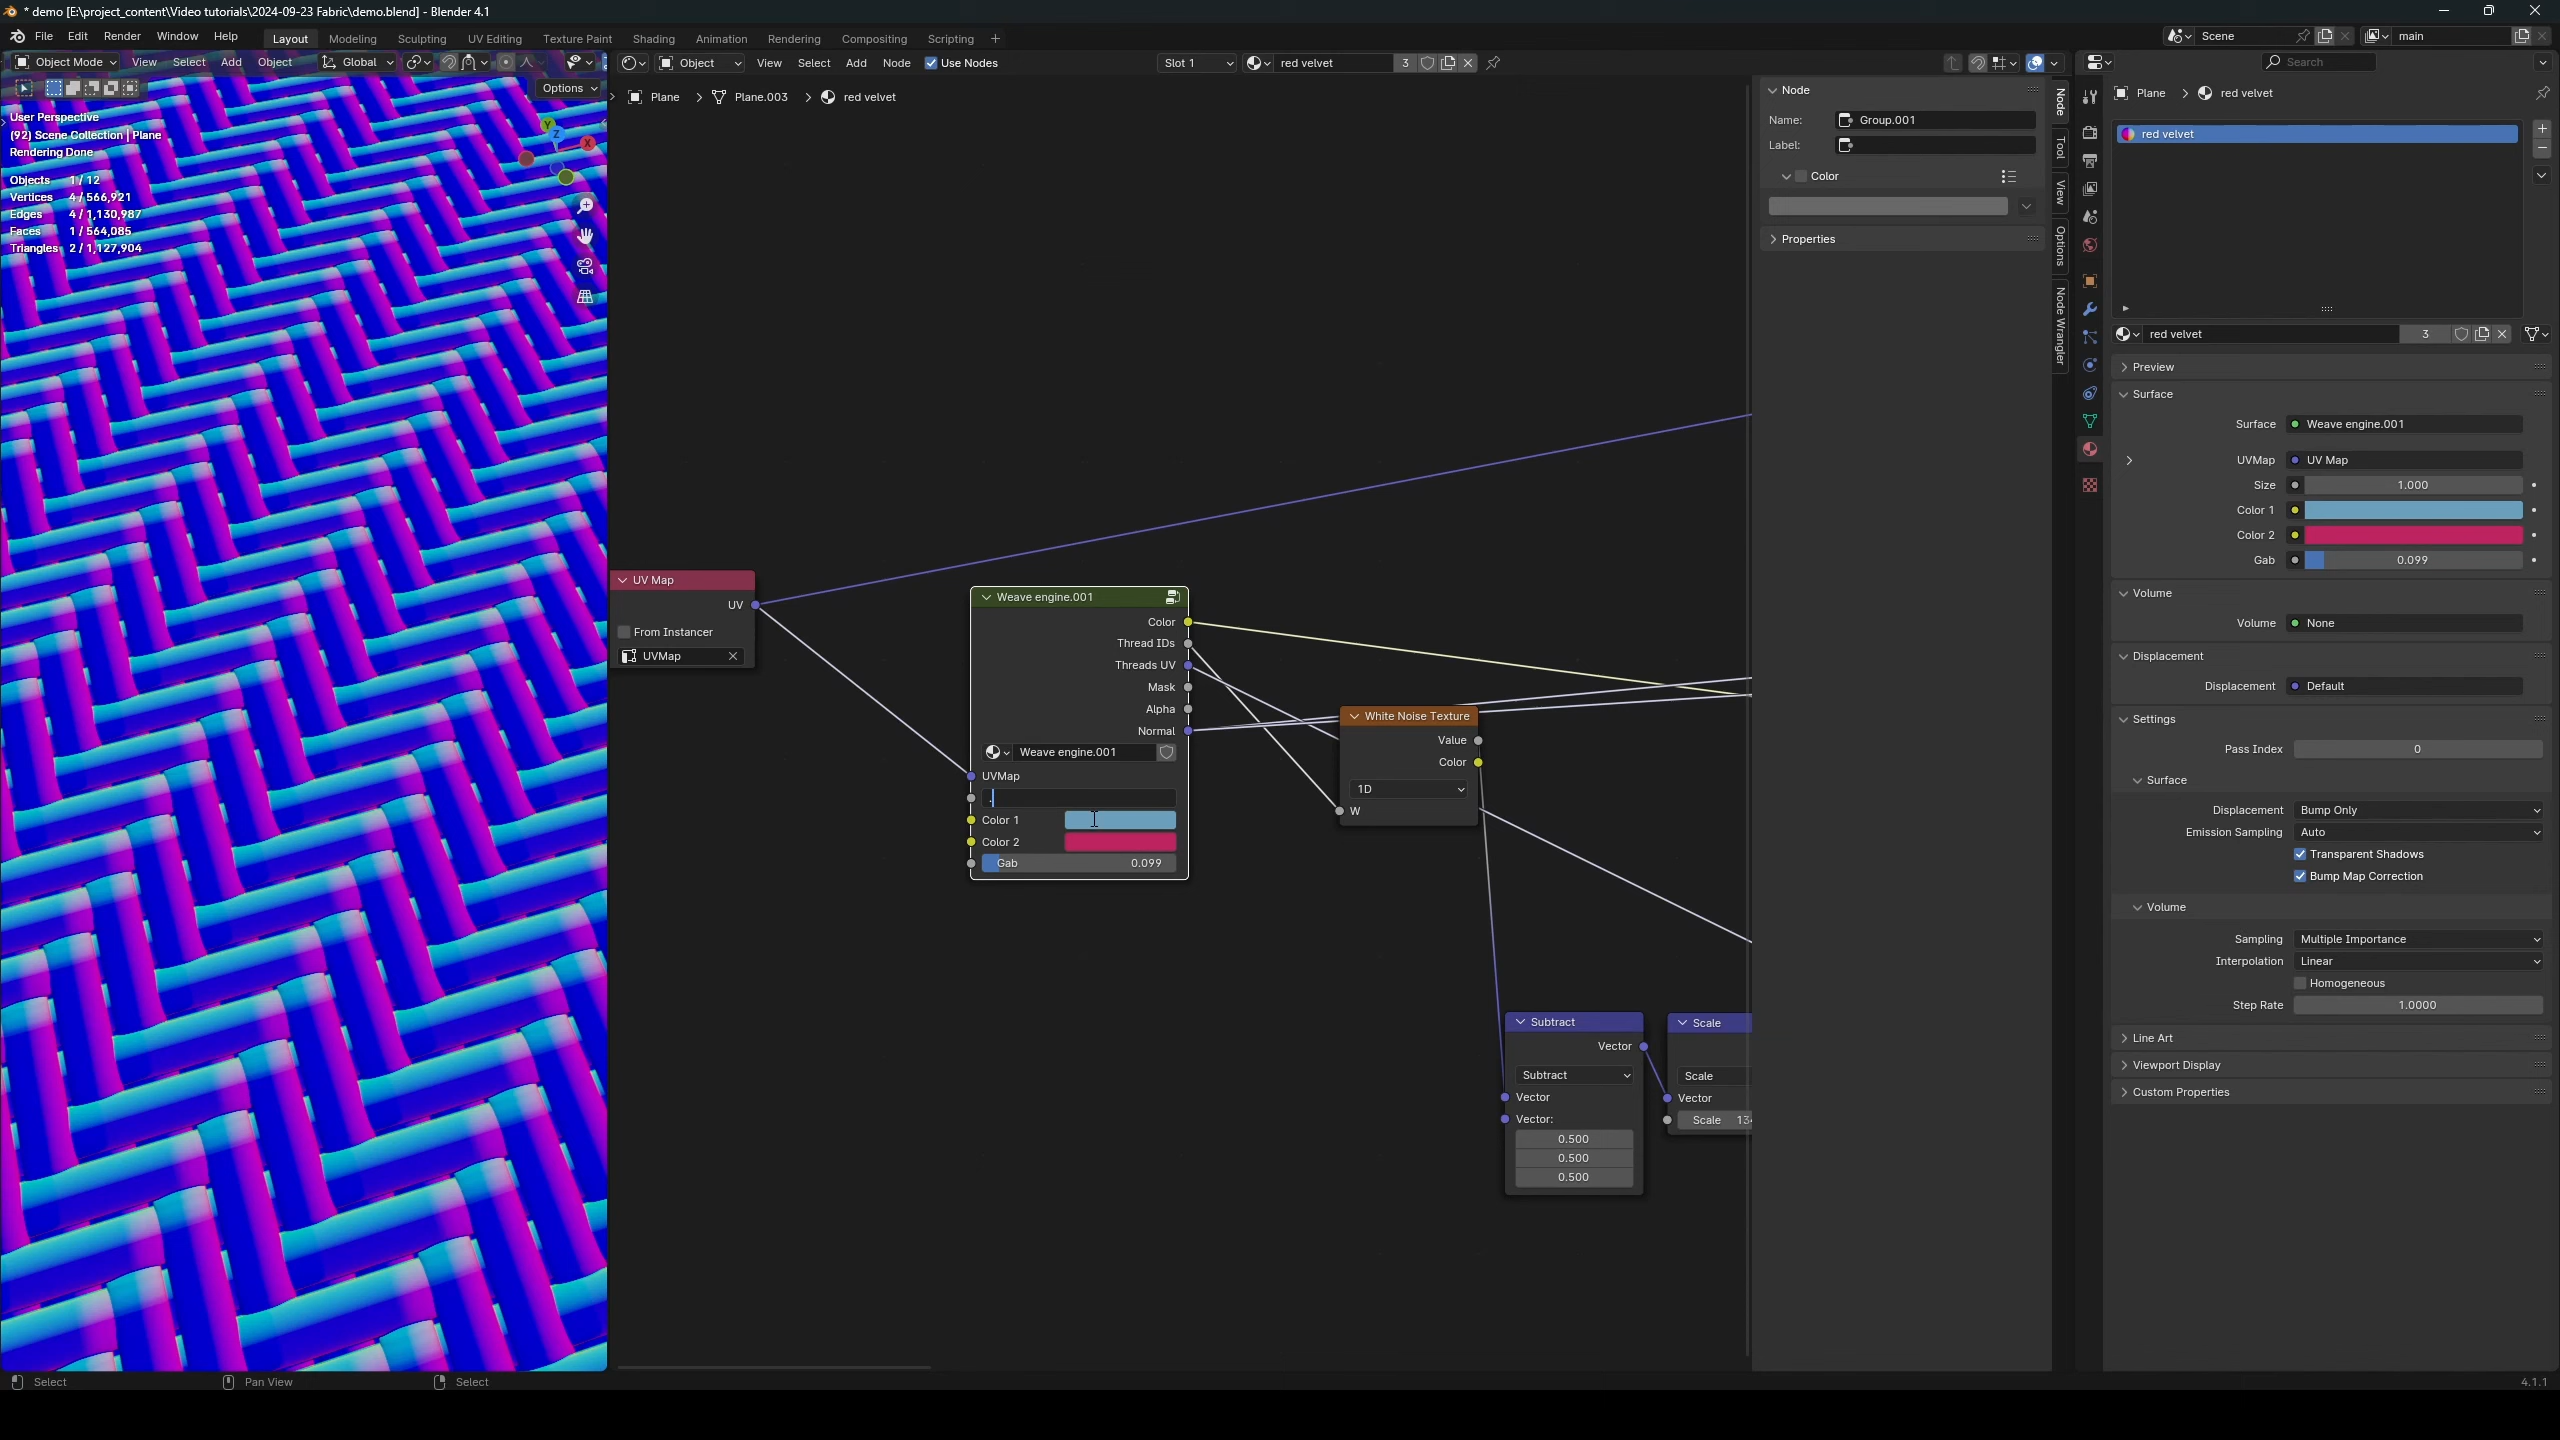 * demo [E:\project_content\Video tutorials\2024-09-23 Fabric\demo.blend] - Blender 4.1
File Edit Render Window Help Layout Modeling Sculpting UV Editing Texture Paint Shading Animation Rendering Compositing Scripting + Scene main
Object Mode View Select Add Object Global Object View Select Add Node Use Nodes Slot 1 red velvet 3 Search
Options
Plane > Plane.003 > red velvet
Plane > red velvet
User Perspective
(92) Scene Collection | Plane
Rendering Done
Objects 1 / 12
Vertices 4 / 566,921
Edges 4 / 1,130,987
Faces 1 / 564,085
Triangles 2 / 1,127,904
Y
Z
X
UV Map
UV
From Instancer
UVMap
Weave engine.001
Color
Thread IDs
Threads UV
Mask
Alpha
Normal
Weave engine.001
UVMap
.
Color 1
Color 2
Gab 0.099
White Noise Texture
Value
Color
1D
W
Subtract
Vector
Subtract
Vector
Vector:
0.500
0.500
0.500
Scale
Scale
Vector
Scale 134
Node
Name: Group.001
Label:
Color
Properties
Node
Tool
View
Options
Node Wrangler
red velvet
red velvet 3
Preview
Surface
Surface Weave engine.001
UVMap UV Map
Size 1.000
Color 1
Color 2
Gab 0.099
Volume
Volume None
Displacement
Displacement Default
Settings
Pass Index 0
Surface
Displacement Bump Only
Emission Sampling Auto
Transparent Shadows
Bump Map Correction
Volume
Sampling Multiple Importance
Interpolation Linear
Homogeneous
Step Rate 1.0000
Line Art
Viewport Display
Custom Properties
Select Pan View Select 4.1.1